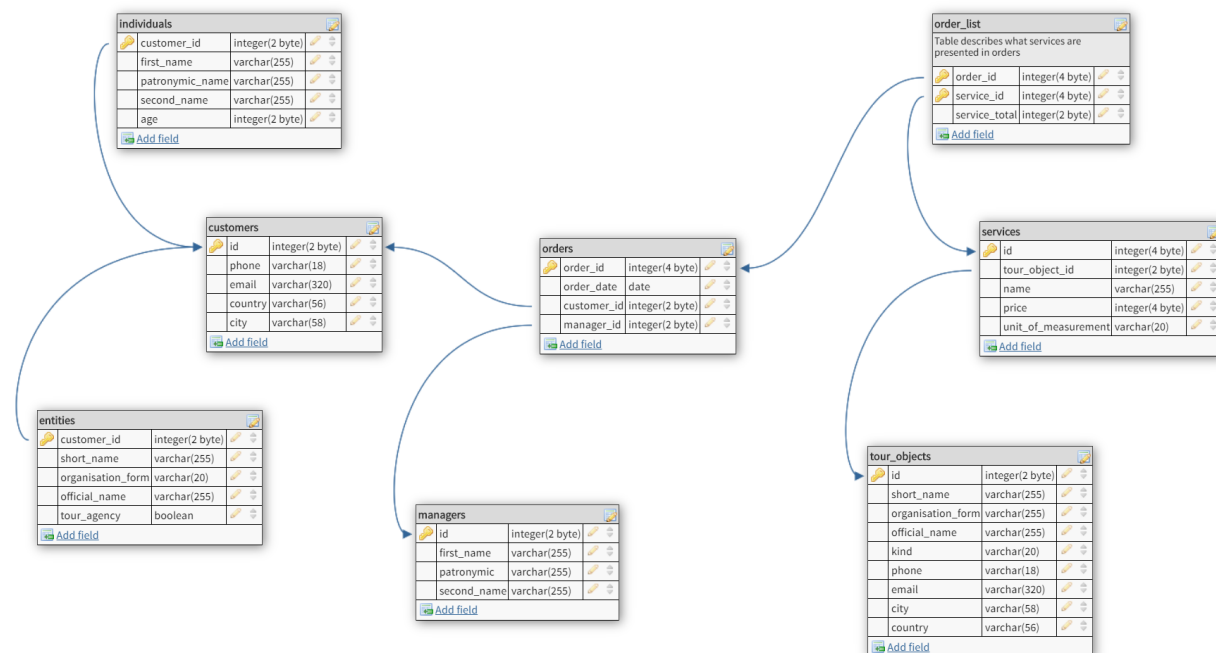 individuals
customer_id integer(2 byte)
first_name varchar(255)
patronymic_name varchar(255)
second_name varchar(255)
age integer(2 byte)
Add field
order_list
Table describes what services are
presented in orders
order_id integer(4 byte)
service_id integer(4 byte)
service_total integer(2 byte)
Add field
customers
id integer(2 byte)
phone varchar(18)
email varchar(320)
country varchar(56)
city varchar(58)
Add field
orders
order_id integer(4 byte)
order_date date
customer_id integer(2 byte)
manager_id integer(2 byte)
Add field
services
id integer(4 byte)
tour_object_id integer(2 byte)
name varchar(255)
price integer(4 byte)
unit_of_measurement varchar(20)
Add field
entities
customer_id integer(2 byte)
short_name varchar(255)
organisation_form varchar(20)
official_name varchar(255)
tour_agency boolean
Add field
managers
id integer(2 byte)
first_name varchar(255)
patronymic varchar(255)
second_name varchar(255)
Add field
tour_objects
id integer(2 byte)
short_name varchar(255)
organisation_form varchar(255)
official_name varchar(255)
kind varchar(20)
phone varchar(18)
email varchar(320)
city varchar(58)
country varchar(56)
Add field